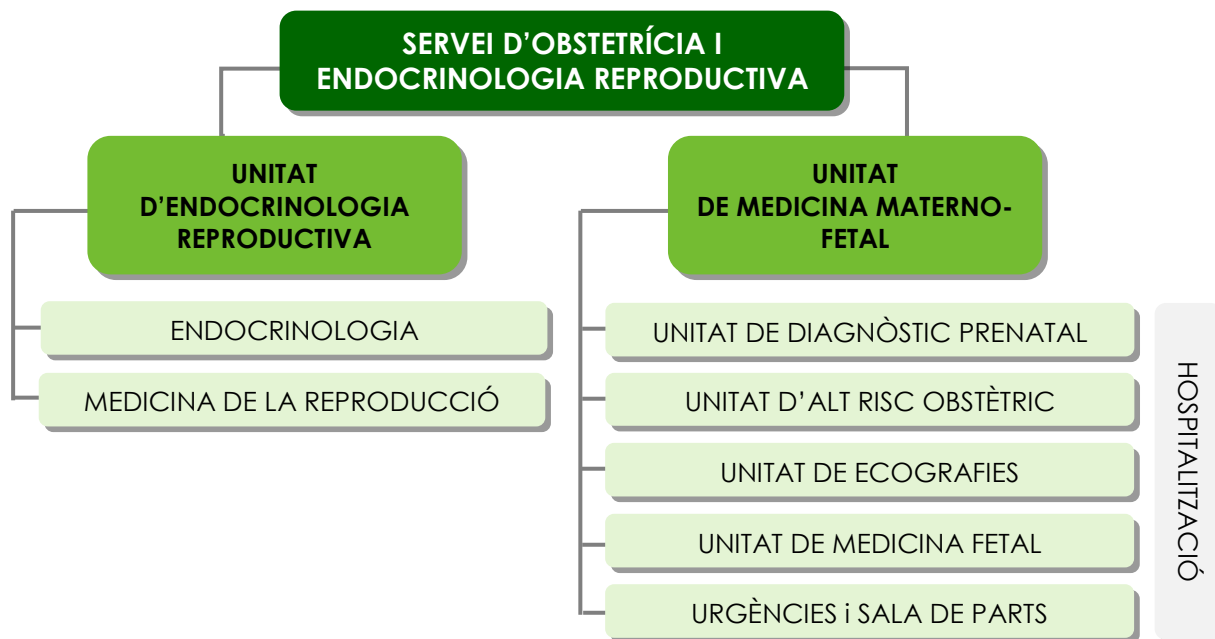 SERVEI D’OBSTETRÍCIA I
ENDOCRINOLOGIA REPRODUCTIVA
UNITAT
D’ENDOCRINOLOGIA
REPRODUCTIVA
ENDOCRINOLOGIA
MEDICINA DE LA REPRODUCCIÓ
UNITAT
DE MEDICINA MATERNO-
FETAL
UNITAT DE DIAGNÒSTIC PRENATAL
UNITAT D’ALT RISC OBSTÈTRIC
UNITAT DE ECOGRAFIES
UNITAT DE MEDICINA FETAL
URGÈNCIES i SALA DE PARTS
HOSPITALITZACIÓ